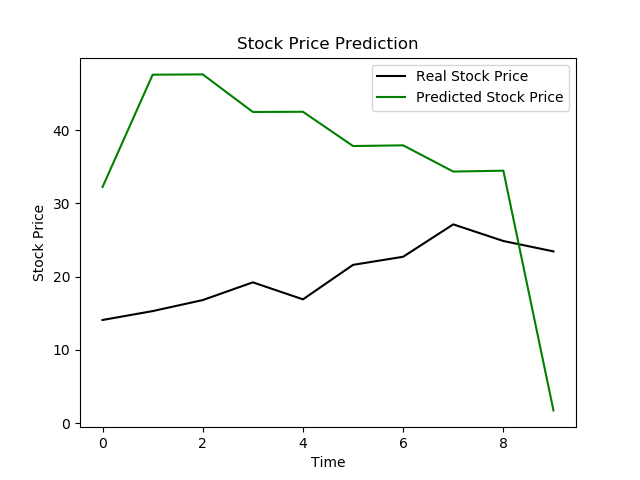 Stock Price Prediction
Real Stock Price
Predicted Stock Price
Stock Price
40
30
20
10
0
0 2 4 6 8
Time